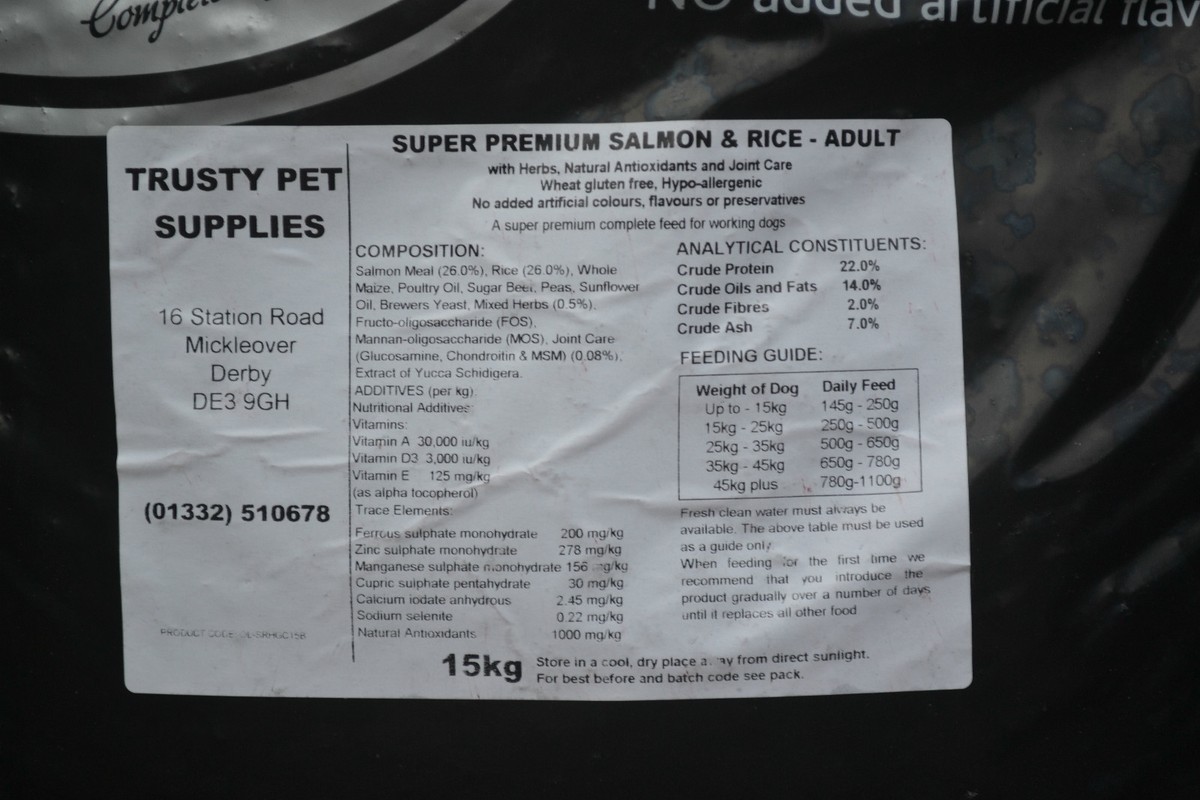 NO added artificial flav
TRUSTY PET
SUPPLIES
16 Station Road
Mickleover
Derby
DE3 9GH
(01332) 510678
PRODUCT CODE
SUPER PREMIUM SALMON & RICE - ADULT
with Herbs, Natural Antioxidants and Joint Care
Wheat gluten free, Hypo-allergenic
No added artificial colours, flavours or preservatives
A super premium complete feed for working dogs
COMPOSITION:
Salmon Meal (26.0%), Rice (26.0%), Whole
Maize, Poultry Oil, Sugar Beet, Peas, Sunflower
Oil, Brewers Yeast, Mixed Herbs (0.5%),
Fructo-oligosaccharide (FOS),
Mannan-oligosaccharide (MOS), Joint Care
(Glucosamine, Chondroitin & MSM) (0.08%),
Extract of Yucca Schidigera.
ADDITIVES (per kg)
Nutritional Additives:
Vitamins:
Vitamin A 30,000 iu/kg
Vitamin D3 3,000 iu/kg
Vitamin E 125 mg/kg
(as alpha tocopherol)
Trace Elements:
Ferrous sulphate monohydrate 200 mg/kg
Zinc sulphate monohydrate 278 mg/kg
Manganese sulphate monohydrate 156 mg/kg
Cupric sulphate pentahydrate 30 mg/kg
Calcium iodate anhydrous 2.45 mg/kg
Sodium selenite 0.22 mg/kg
Natural Antioxidants 1000 mg/kg
ANALYTICAL CONSTITUENTS:
Crude Protein 22.0%
Crude Oils and Fats 14.0%
Crude Fibres 2.0%
Crude Ash 7.0%
FEEDING GUIDE:
Weight of Dog Daily Feed
Up to - 15kg 145g - 250g
15kg - 25kg 250g - 500g
25kg - 35kg 500g - 650g
35kg - 45kg 650g - 780g
45kg plus 780g-1100g
Fresh clean water must always be
available. The above table must be used
as a guide only
When feeding for the first time we
recommend that you introduce the
product gradually over a number of days
until it replaces all other food
15kg
Store in a cool, dry place away from direct sunlight.
For best before and batch code see pack.